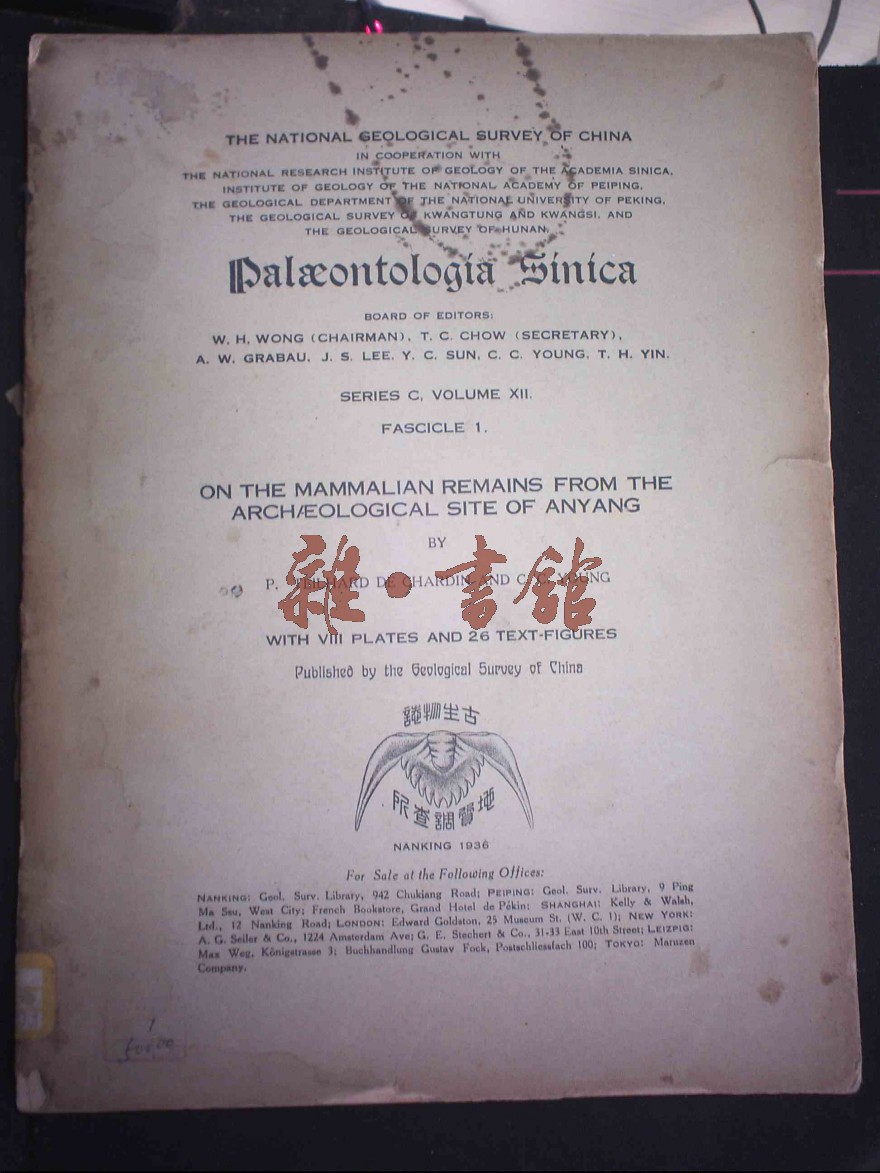 THE NATIONAL GEOLOGICAL SURVEY OF CHINA
IN COOPERATION WITH
THE NATIONAL RESEARCH INSTITUTE OF GEOLOGY OF THE ACADEMIA SINICA,
INSTITUTE OF GEOLOGY OF THE NATIONAL ACADEMY OF PEIPING,
THE GEOLOGICAL DEPARTMENT OF THE NATIONAL UNIVERSITY OF PEKING,
THE GEOLOGICAL SURVEY OF KWANGTUNG AND KWANGSI, AND
THE GEOLOGICAL SURVEY OF HUNAN.
Palæontologia Sinica
BOARD OF EDITORS:
W. H. WONG (CHAIRMAN), T. C. CHOW (SECRETARY),
A. W. GRABAU, J. S. LEE, Y. C. SUN, C. C. YOUNG, T. H. YIN.
SERIES C, VOLUME XII.
FASCICLE 1.
ON THE MAMMALIAN REMAINS FROM THE
ARCHÆOLOGICAL SITE OF ANYANG
BY
P. TEILHARD DE CHARDIN AND C. C. YOUNG
雜·書館
WITH VIII PLATES AND 26 TEXT-FIGURES
Published by the Geological Survey of China
古生物誌
地質調查所
NANKING 1936
For Sale at the Following Offices:
NANKING: Geol. Surv. Library, 942 Chukiang Road; PEIPING: Geol. Surv. Library, 9 Ping
Ma Ssu, West City; French Bookstore, Grand Hotel de Pékin; SHANGHAI: Kelly & Walsh,
Ltd., 12 Nanking Road; LONDON: Edward Goldston, 25 Museum St. (W. C. 1); NEW YORK:
A. G. Seiler & Co., 1224 Amsterdam Ave; G. E. Stechert & Co., 31-33 East 10th Street; LEIPZIG:
Max Weg, Königstrasse 3; Buchhandlung Gustav Fock, Postschliessfach 100; TOKYO: Maruzen
Company.
1